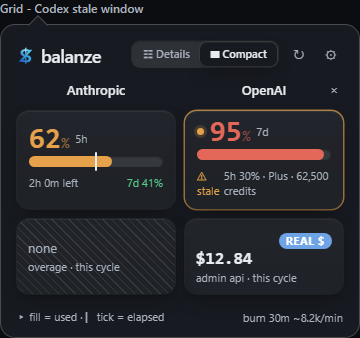 Grid - Codex stale window
$ balanze
Details Compact
Anthropic OpenAI ×
62% 5h
2h 0m left 7d 41%
95% 7d
⚠ stale 5h 30% · Plus · 62,500 credits
none
overage · this cycle
REAL $
$12.84
admin api · this cycle
▸ fill = used · | tick = elapsed burn 30m ~8.2k/min